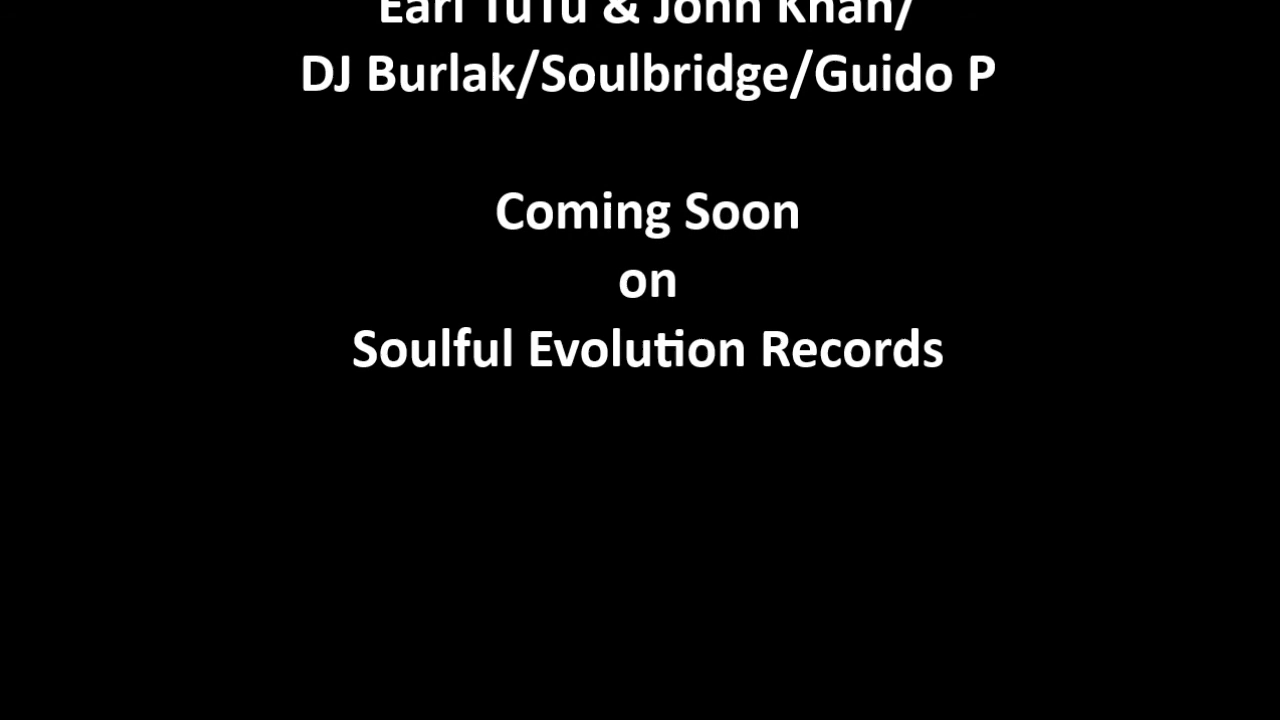 Earl TuTu & John Khan/
DJ Burlak/Soulbridge/Guido P
Coming Soon
on
Soulful Evolution Records